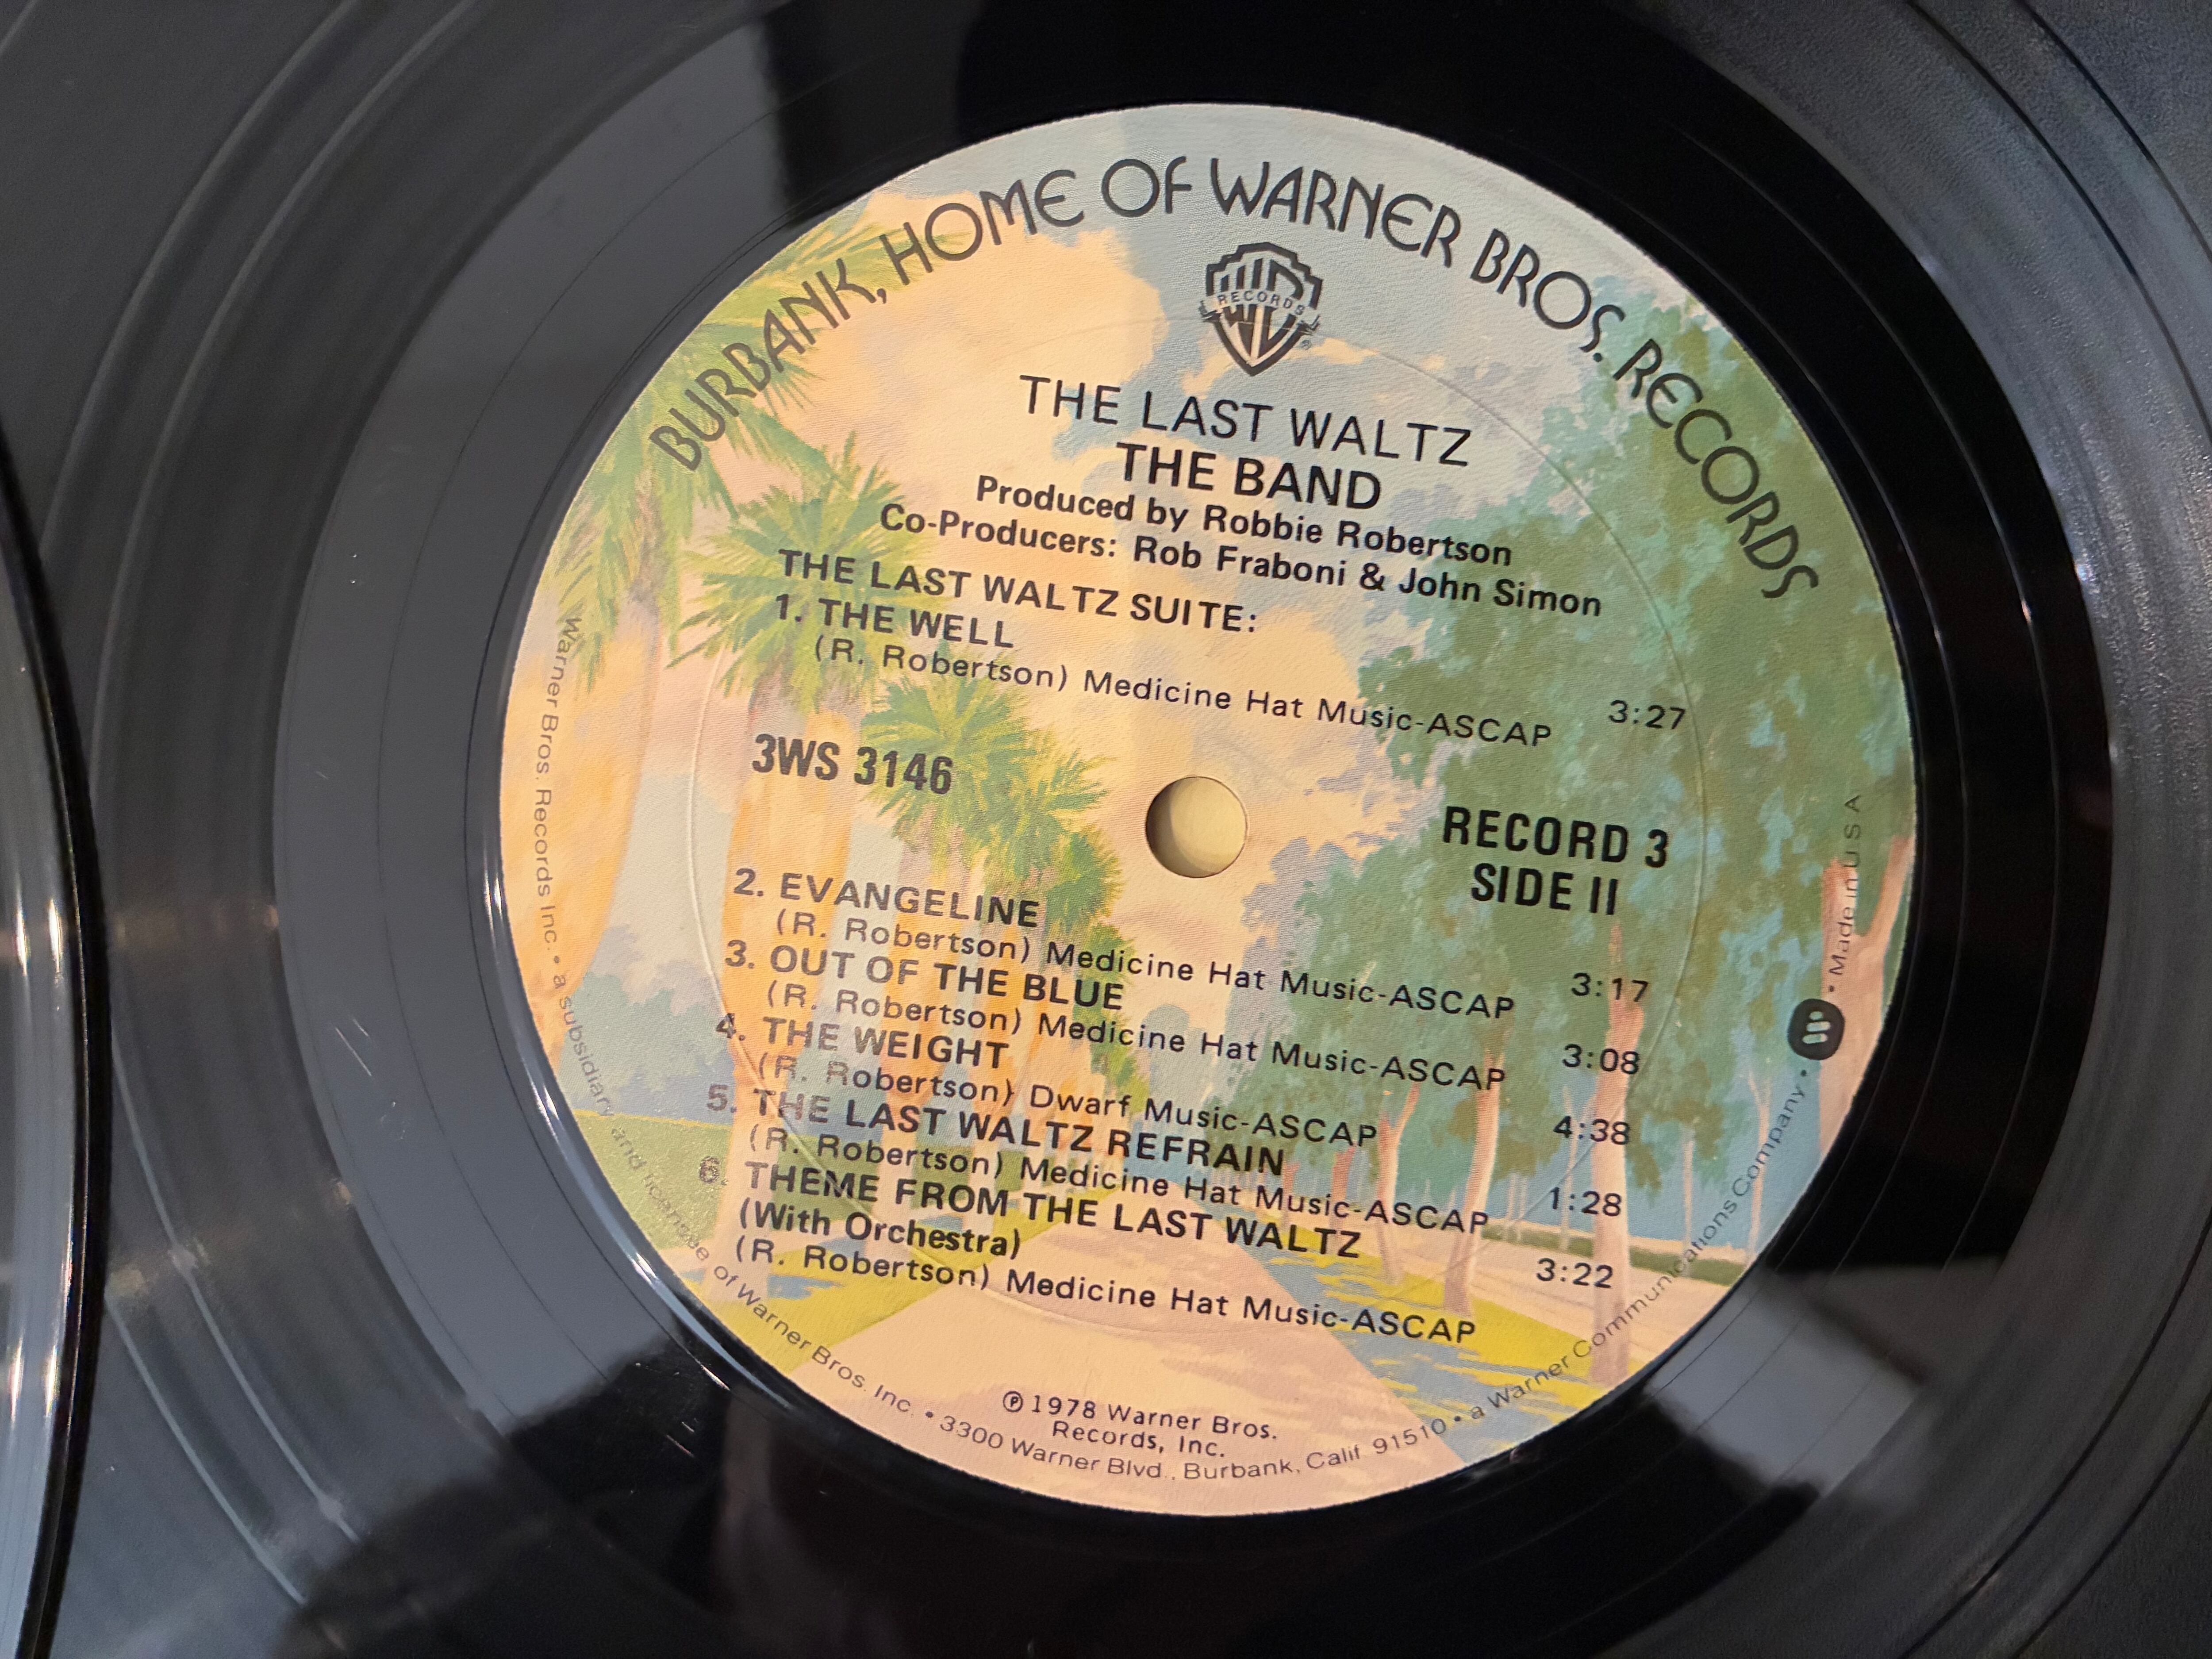 BURBANK, HOME OF WARNER BROS. RECORDS
RECORDS
THE LAST WALTZ
THE BAND
Produced by Robbie Robertson
Co-Producers: Rob Fraboni & John Simon
THE LAST WALTZ SUITE:
1. THE WELL
(R. Robertson) Medicine Hat Music-ASCAP 3:27
3WS 3146
RECORD 3
SIDE II
2. EVANGELINE
(R. Robertson) Medicine Hat Music-ASCAP 3:17
3. OUT OF THE BLUE
(R. Robertson) Medicine Hat Music-ASCAP 3:08
4. THE WEIGHT
(R. Robertson) Dwarf Music-ASCAP 4:38
5. THE LAST WALTZ REFRAIN
(R. Robertson) Medicine Hat Music-ASCAP 1:28
6. THEME FROM THE LAST WALTZ
(With Orchestra) 3:22
(R. Robertson) Medicine Hat Music-ASCAP
℗ 1978 Warner Bros.
Records, Inc.
Warner Bros. Records Inc. • a subsidiary and licensee of Warner Bros. Inc. • 3300 Warner Blvd., Burbank, Calif. 91510 • a Warner Communications Company • • Made in U S A